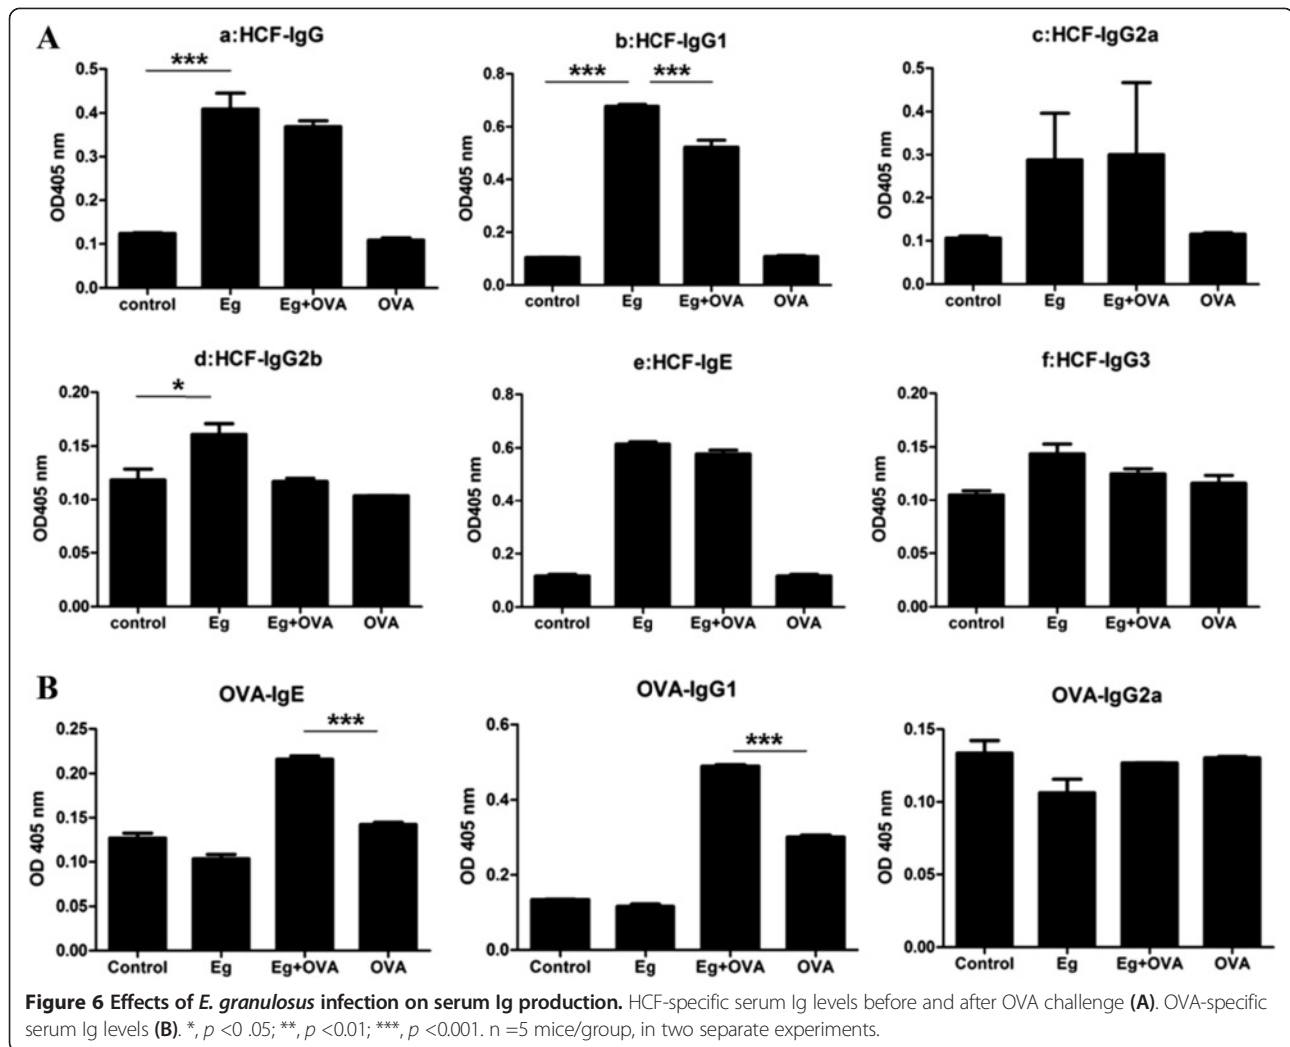 A
a:HCF-IgG
***
OD405 nm
0.5
0.4
0.3
0.2
0.1
0.0
control Eg Eg+OVA OVA
b:HCF-IgG1
*** ***
OD405 nm
0.8
0.6
0.4
0.2
0.0
control Eg Eg+OVA OVA
c:HCF-IgG2a
OD405 nm
0.5
0.4
0.3
0.2
0.1
0.0
control Eg Eg+OVA OVA
d:HCF-IgG2b
*
OD405 nm
0.20
0.15
0.10
0.05
0.00
control Eg Eg+OVA OVA
e:HCF-IgE
OD405 nm
0.8
0.6
0.4
0.2
0.0
control Eg Eg+OVA OVA
f:HCF-IgG3
OD405 nm
0.20
0.15
0.10
0.05
0.00
control Eg Eg+OVA OVA
B
OVA-IgE
***
OD 405 nm
0.25
0.20
0.15
0.10
0.05
0.00
Control Eg Eg+OVA OVA
OVA-IgG1
***
OD 405 nm
0.6
0.4
0.2
0.0
Control Eg Eg+OVA OVA
OVA-IgG2a
OD 405 nm
0.15
0.10
0.05
0.00
Control Eg Eg+OVA OVA
Figure 6 Effects of E. granulosus infection on serum Ig production. HCF-specific serum Ig levels before and after OVA challenge (A). OVA-specific
serum Ig levels (B). *, p <0 .05; **, p <0.01; ***, p <0.001. n =5 mice/group, in two separate experiments.